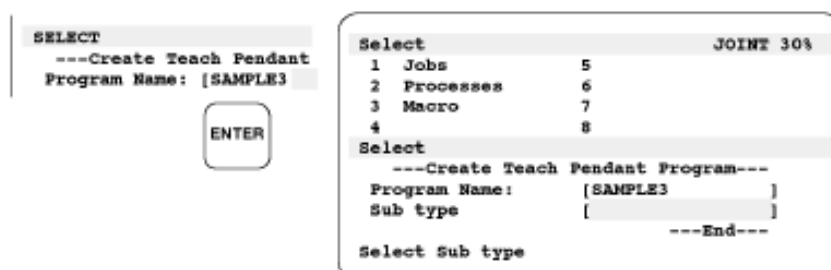 SELECT
---Create Teach Pendant
Program Name: [SAMPLE3
ENTER
Select JOINT 30%
1 Jobs 5
2 Processes 6
3 Macro 7
4 8
Select
---Create Teach Pendant Program---
Program Name: [SAMPLE3 ]
Sub type [ ]
---End---
Select Sub type